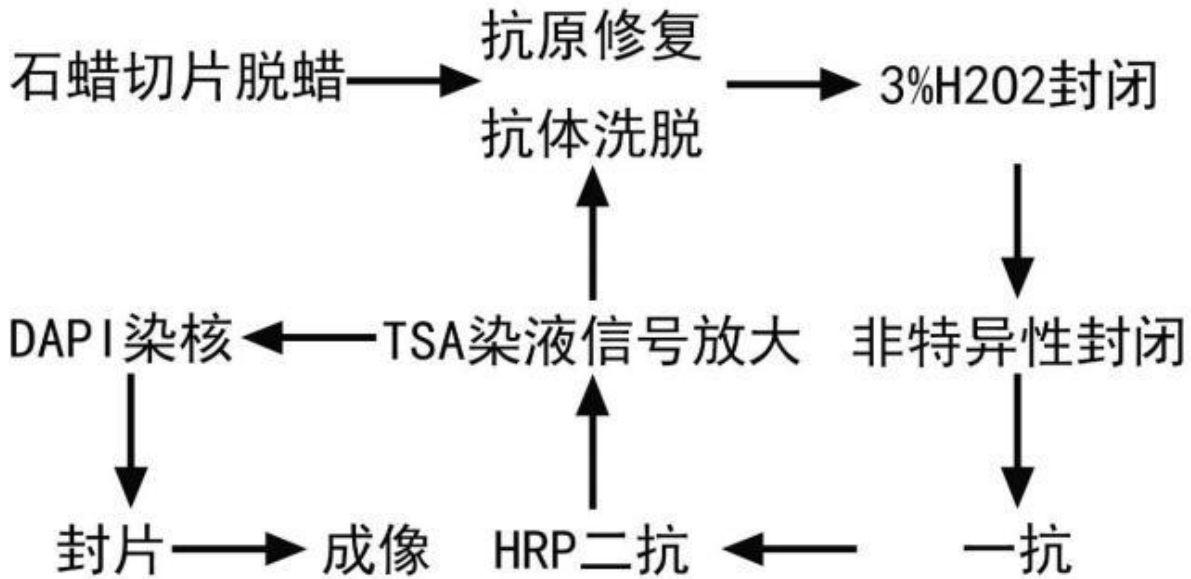 石蜡切片脱蜡
抗原修复
抗体洗脱
3%H2O2封闭
DAPI染核
TSA染液信号放大
非特异性封闭
封片
成像
HRP二抗
一抗